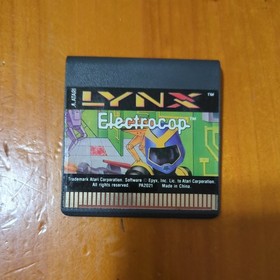 ATARI
LYNX ™
Electrocop ™
Trademark Atari Corporation. Software © Epyx, Inc. Lic. to Atari Corporation.
All rights reserved. PA2021 Made in China.